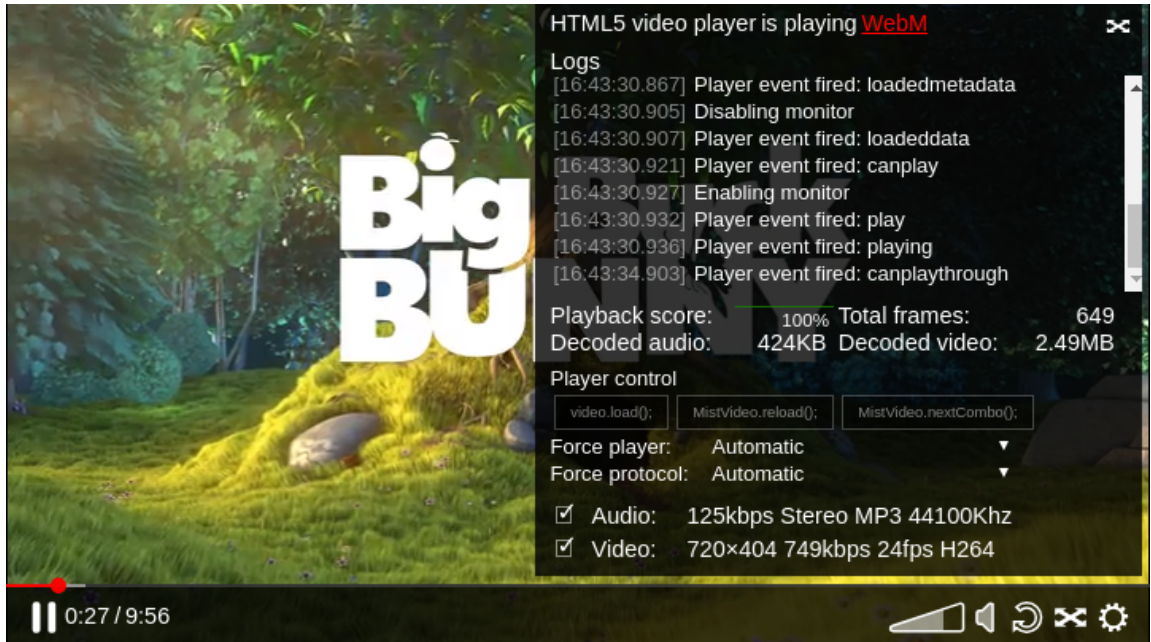 HTML5 video player is playing WebM
Logs
[16:43:30.867] Player event fired: loadedmetadata
[16:43:30.905] Disabling monitor
[16:43:30.907] Player event fired: loadeddata
[16:43:30.921] Player event fired: canplay
[16:43:30.927] Enabling monitor
[16:43:30.932] Player event fired: play
[16:43:30.936] Player event fired: playing
[16:43:34.903] Player event fired: canplaythrough
Big Buck
BUNNY
Playback score: 100% Total frames: 649
Decoded audio: 424KB Decoded video: 2.49MB
Player control
video.load(); MistVideo.reload(); MistVideo.nextCombo();
Force player: Automatic
Force protocol: Automatic
Audio: 125kbps Stereo MP3 44100Khz
Video: 720×404 749kbps 24fps H264
0:27 / 9:56